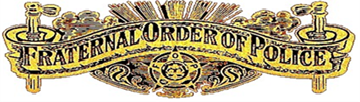 FRATERNAL ORDER OF POLICE